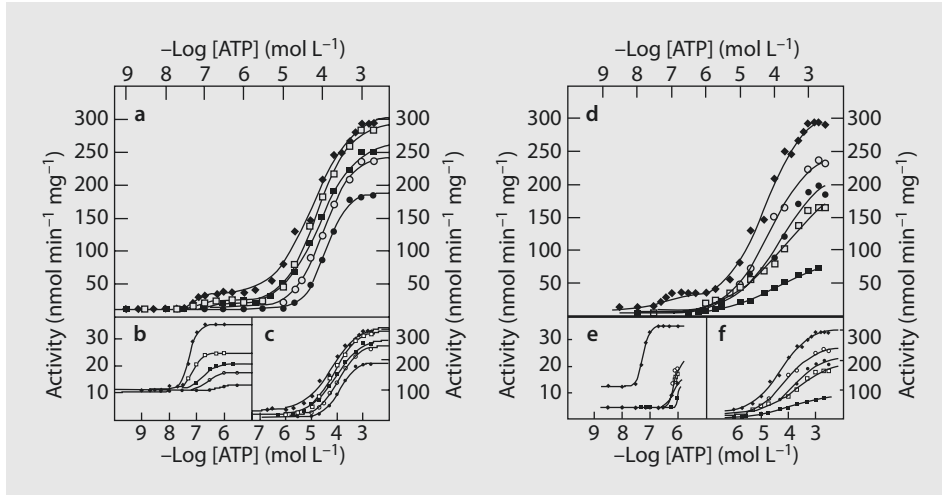 –Log [ATP] (mol L⁻¹)
9 8 7 6 5 4 3
–Log [ATP] (mol L⁻¹)
9 8 7 6 5 4 3
a
300
250
200
150
100
50
300
250
200
150
100
50
d
300
250
200
150
100
50
300
250
200
150
100
50
Activity (nmol min⁻¹ mg⁻¹)
Activity (nmol min⁻¹ mg⁻¹)
Activity (nmol min⁻¹ mg⁻¹)
Activity (nmol min⁻¹ mg⁻¹)
b
30
20
10
c
300
200
100
e
30
20
10
f
300
200
100
9 8 7 6
7 6 5 4 3
9 8 7 6
6 5 4 3
–Log [ATP] (mol L⁻¹)
–Log [ATP] (mol L⁻¹)